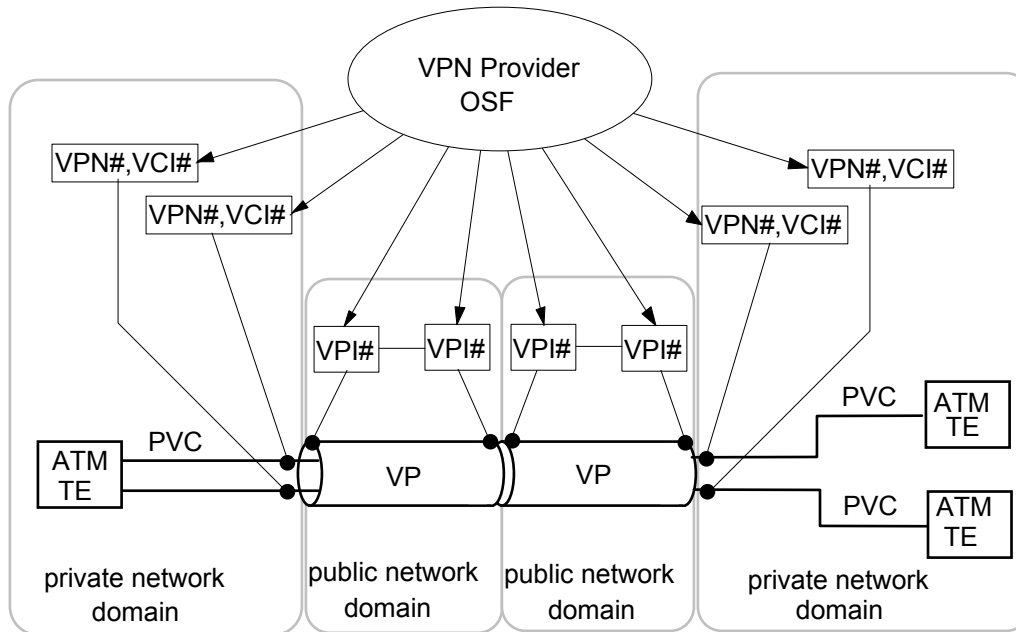 VPN Provider
OSF
VPN#,VCI#
VPN#,VCI#
VPN#,VCI#
VPN#,VCI#
VPI#
VPI#
VPI#
VPI#
PVC
PVC
PVC
ATM
TE
ATM
TE
ATM
TE
VP
VP
private network
domain
public network
domain
public network
domain
private network
domain